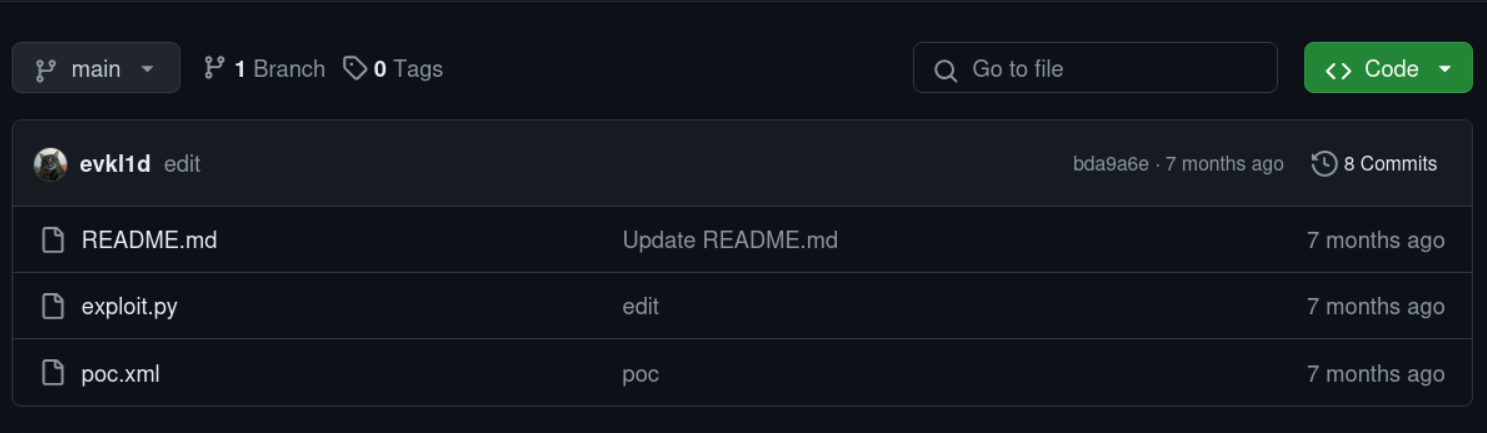 main 1 Branch 0 Tags Go to file Code
evkl1d edit bda9a6e · 7 months ago 8 Commits
README.md Update README.md 7 months ago
exploit.py edit 7 months ago
poc.xml poc 7 months ago